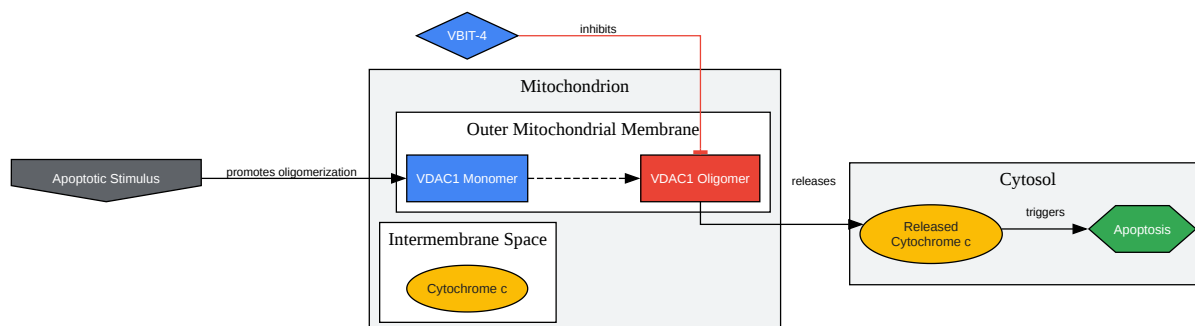 VBIT-4
inhibits
Mitochondrion
Outer Mitochondrial Membrane
Apoptotic Stimulus
promotes oligomerization
VDAC1 Monomer
VDAC1 Oligomer
releases
Cytosol
Released
Cytochrome c
triggers
Apoptosis
Intermembrane Space
Cytochrome c